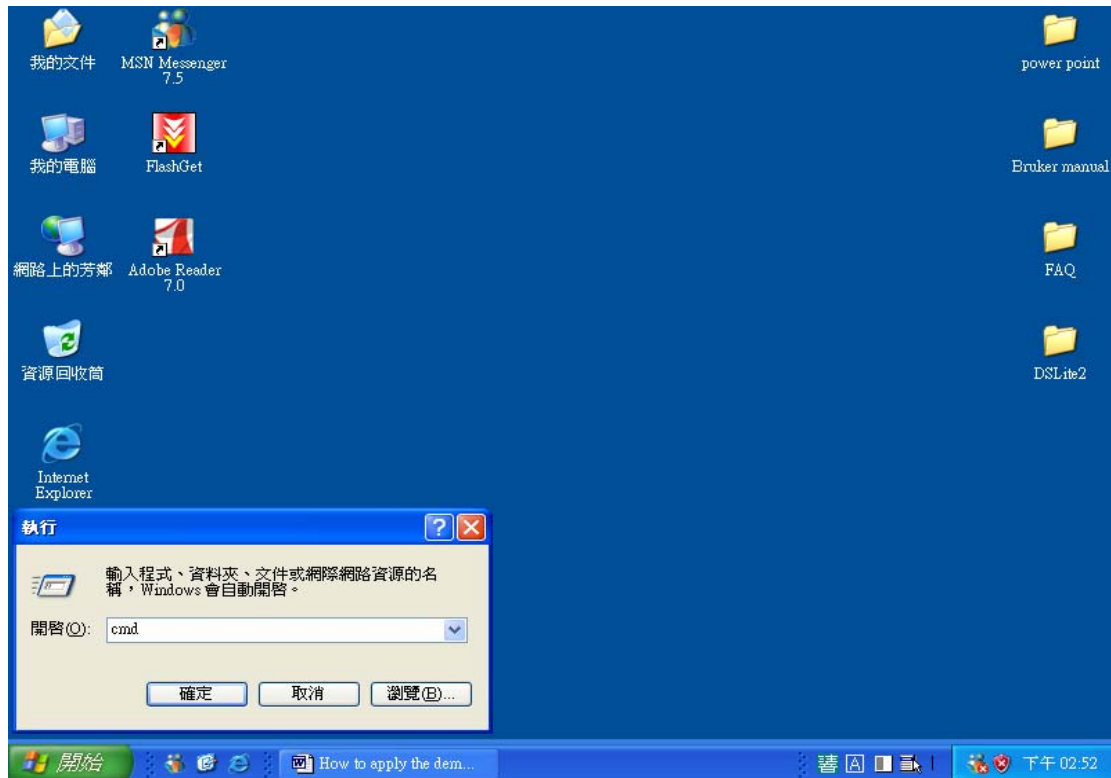 我的文件
MSN Messenger
7.5
power point
我的電腦
FlashGet
Bruker manual
網路上的芳鄰
Adobe Reader
7.0
FAQ
資源回收筒
DSLite2
Internet
Explorer
執行
輸入程式、資料夾、文件或網際網路資源的名
稱，Windows 會自動開啓。
開啓(O):
cmd
確定
取消
瀏覽(B)...
開始
How to apply the dem...
A
下午 02:52